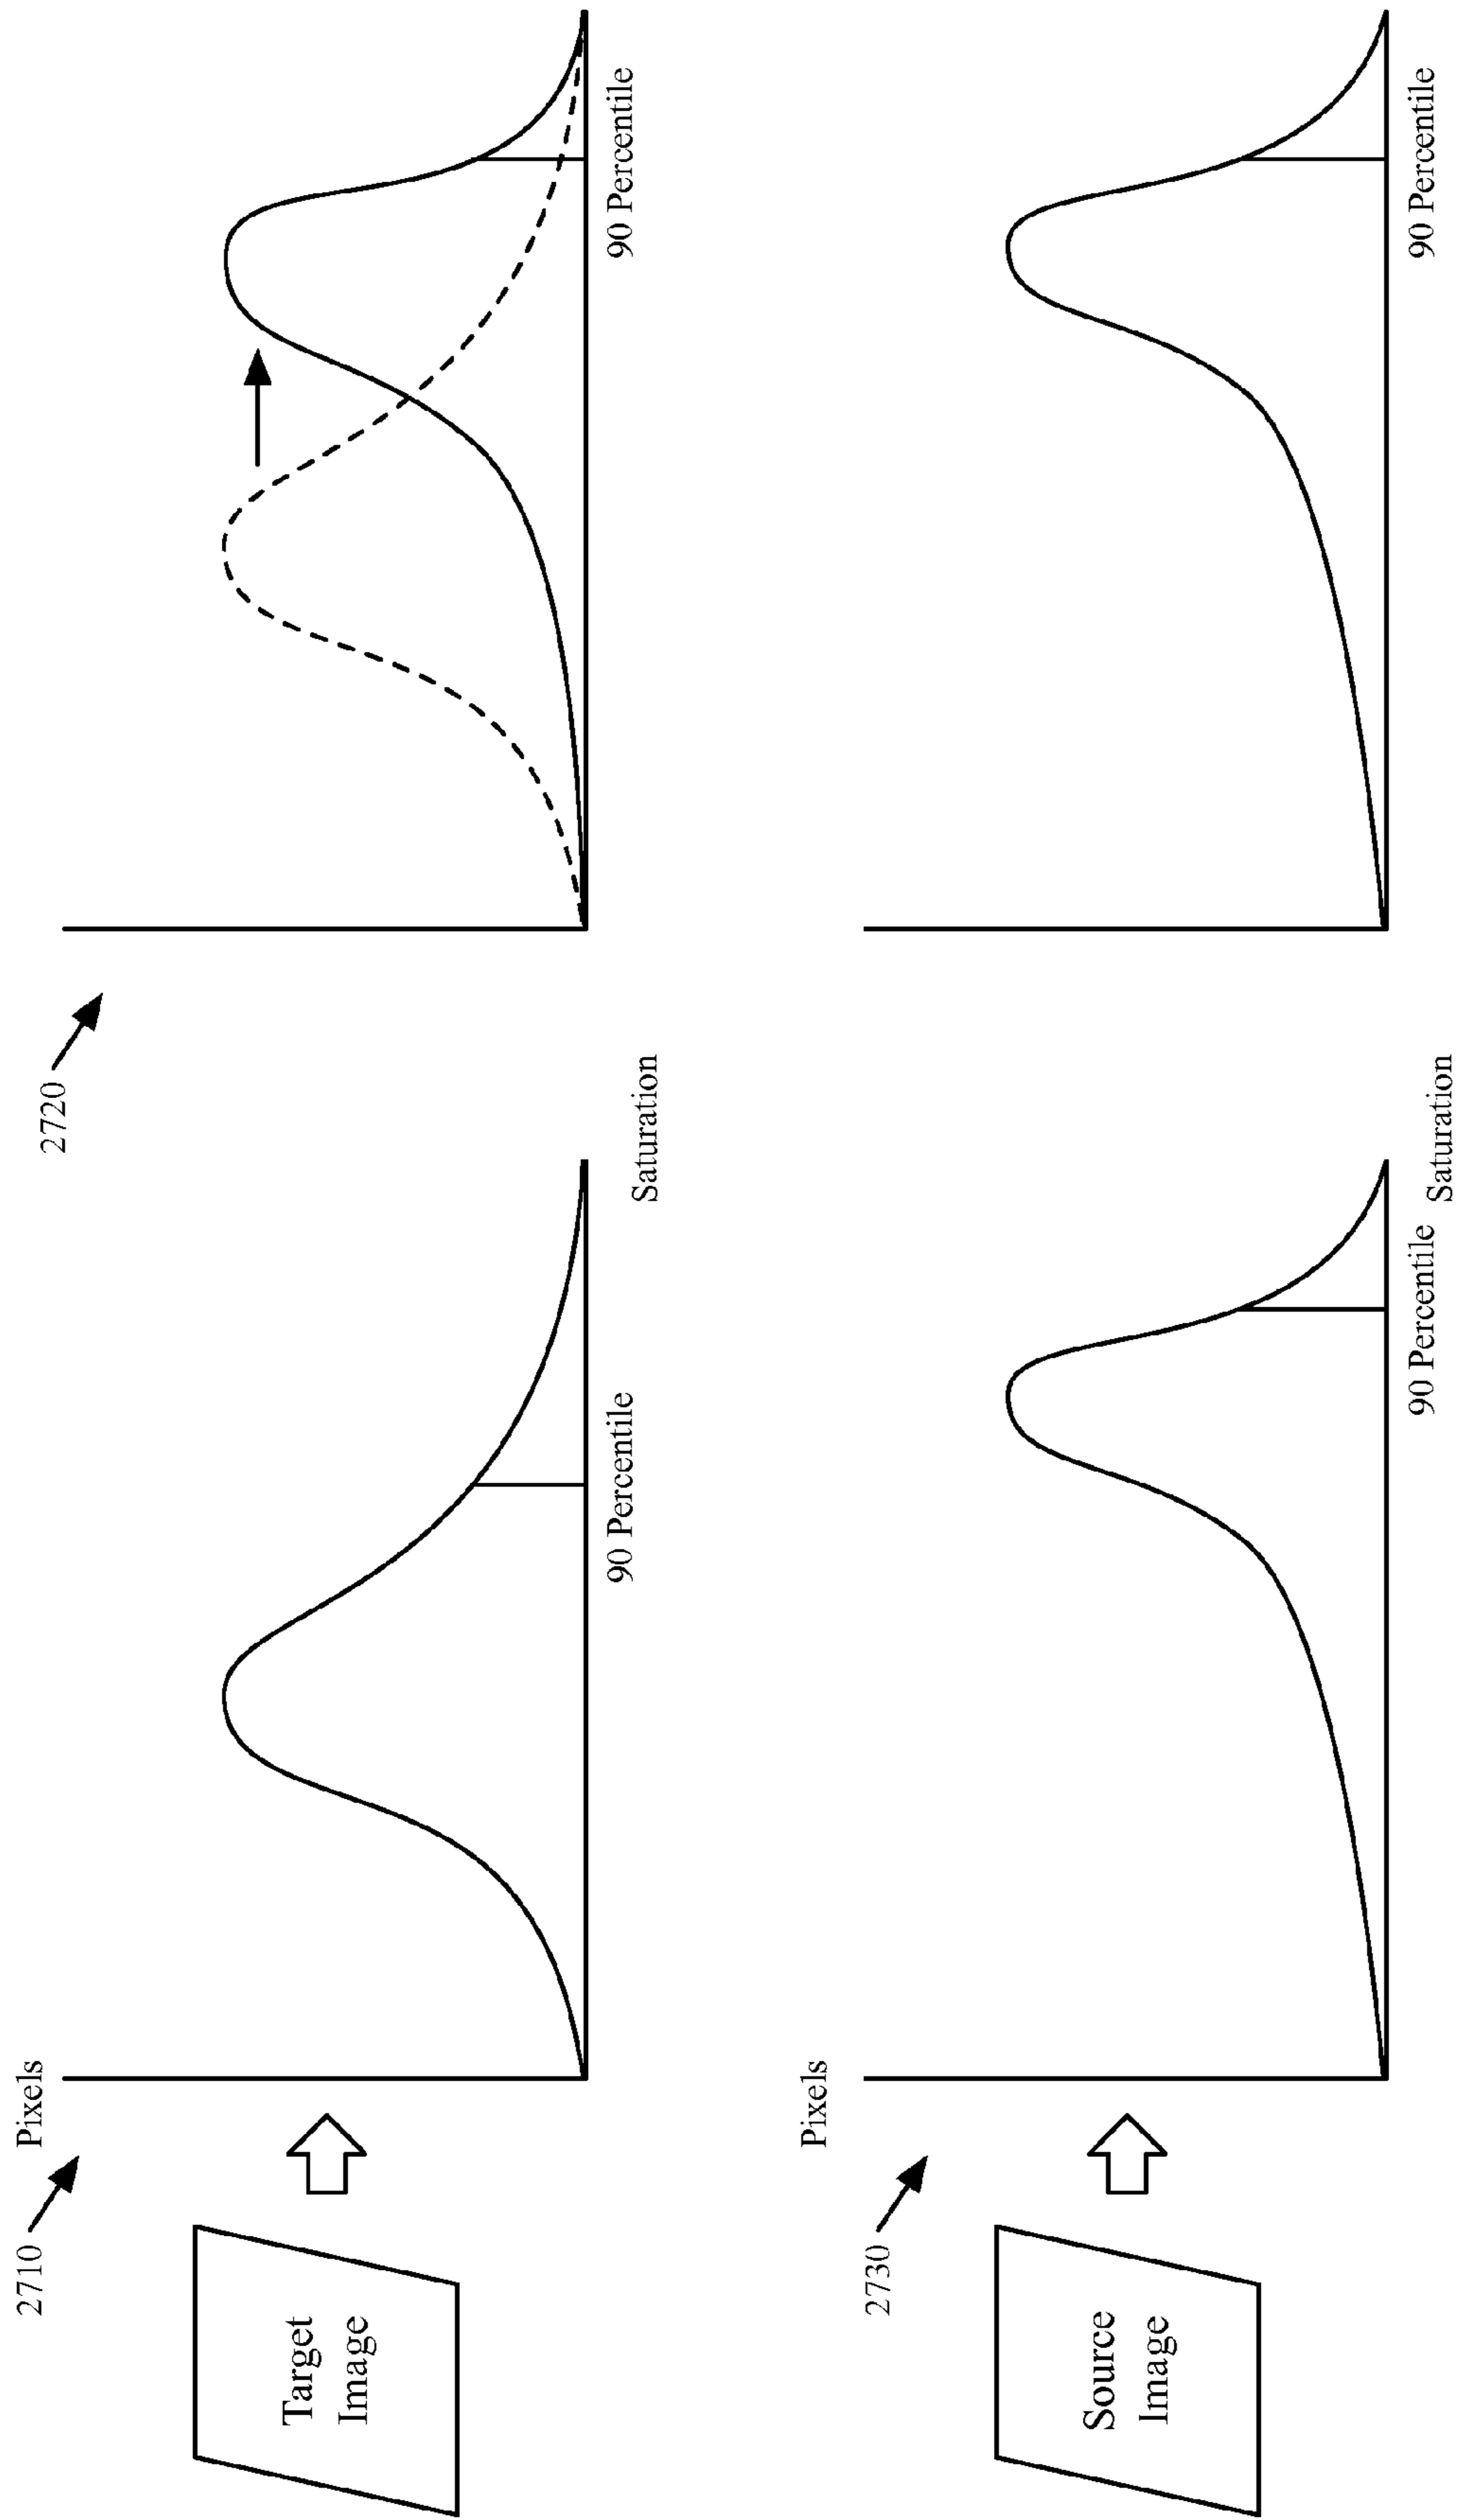 2710
Pixels
2720
Target
Image
90 Percentile
Saturation
90 Percentile
2730
Pixels
Source
Image
90 Percentile
Saturation
90 Percentile